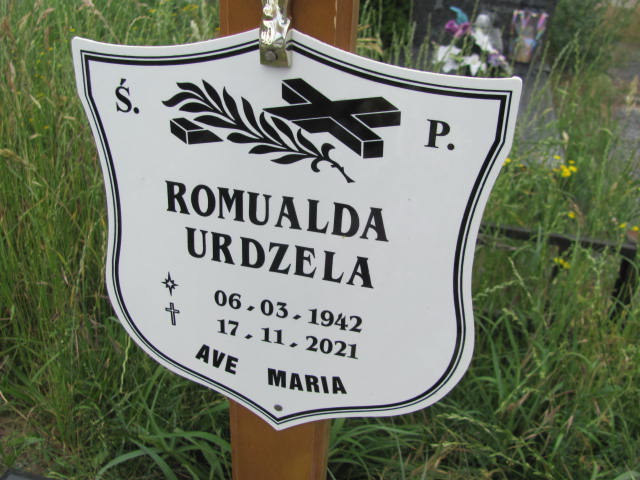 Ś. P.
ROMUALDA
URDZELA
06.03.1942
17.11.2021
AVE MARIA